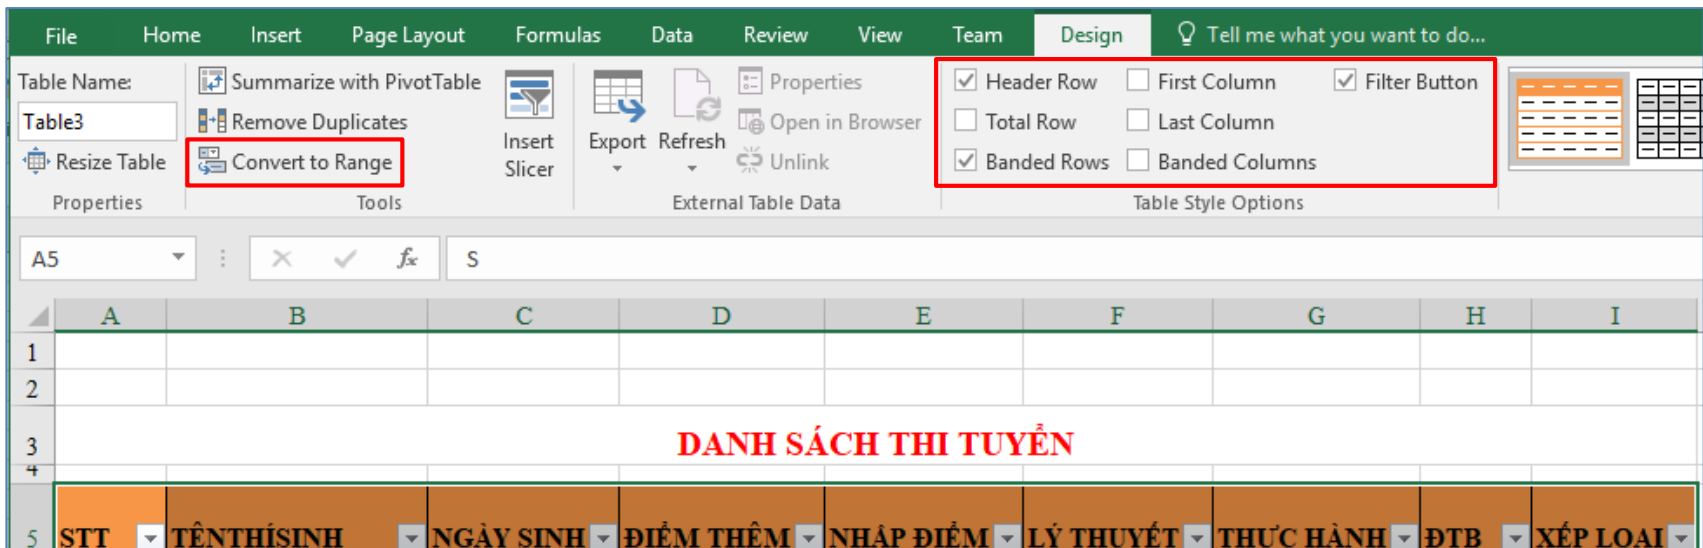 File Home Insert Page Layout Formulas Data Review View Team Design Tell me what you want to do...
Table Name:
Table3
Resize Table
Properties
Summarize with PivotTable
Remove Duplicates
Convert to Range
Tools
Insert
Slicer
Export Refresh
Properties
Open in Browser
Unlink
External Table Data
Header Row First Column Filter Button
Total Row Last Column
Banded Rows Banded Columns
Table Style Options
A5 fx S
A B C D E F G H I
1
2
3 DANH SÁCH THI TUYỂN
4
5 STT TÊNTHÍSINH NGÀY SINH ĐIỂM THÊM NHẬP ĐIỂM LÝ THUYẾT THỰC HÀNH ĐTB XẾP LOẠI